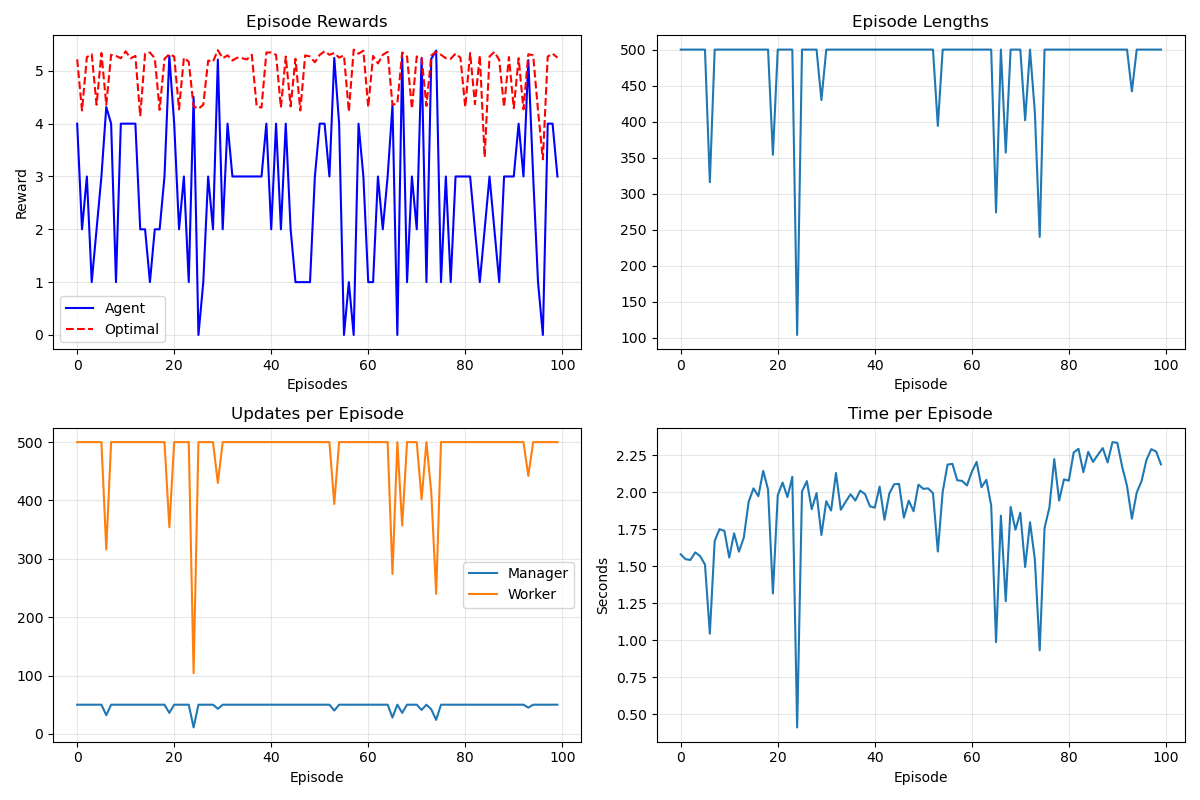 Episode Rewards
Reward
5
4
3
2
1
0
Agent
Optimal
0 20 40 60 80 100
Episodes
Episode Lengths
500
450
400
350
300
250
200
150
100
0 20 40 60 80 100
Episode
Updates per Episode
500
400
300
200
100
0
Manager
Worker
0 20 40 60 80 100
Episode
Time per Episode
Seconds
2.25
2.00
1.75
1.50
1.25
1.00
0.75
0.50
0 20 40 60 80 100
Episode